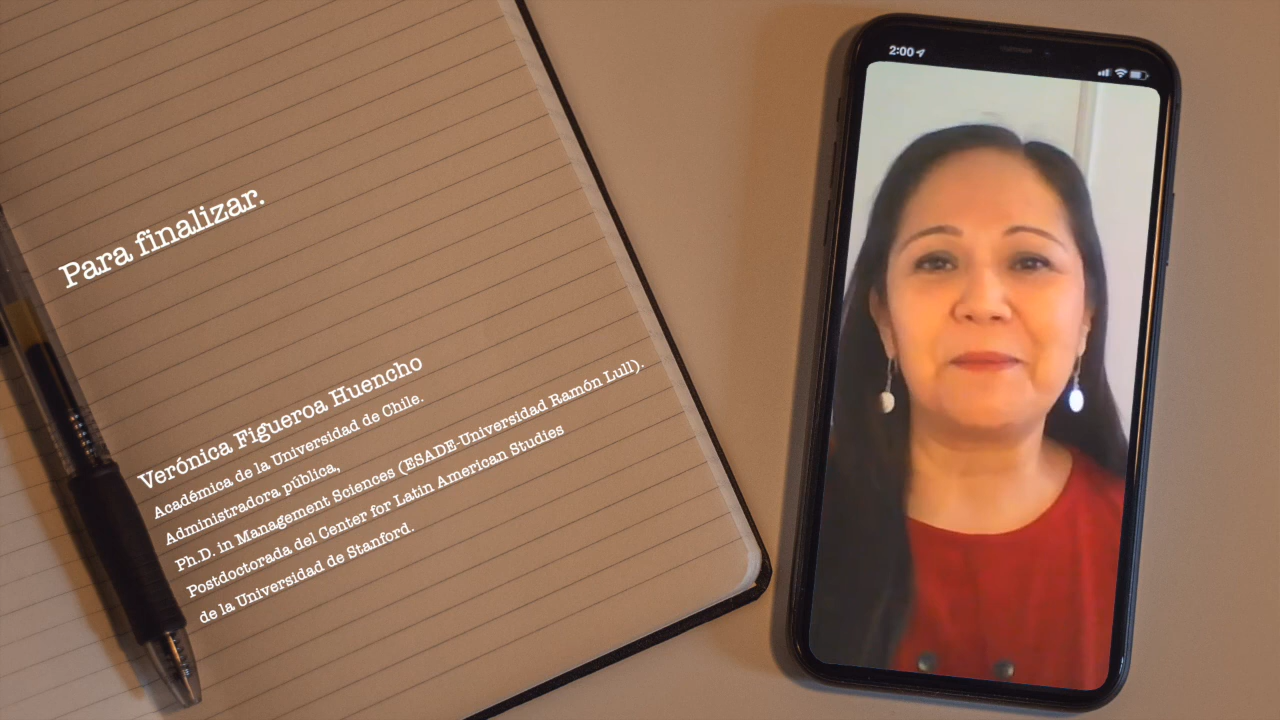 Para finalizar.
Verónica Figueroa Huencho
Académica de la Universidad de Chile.
Administradora pública,
Ph.D. in Management Sciences (ESADE-Universidad Ramón Lull).
Postdoctorada del Center for Latin American Studies
de la Universidad de Stanford.
2:00